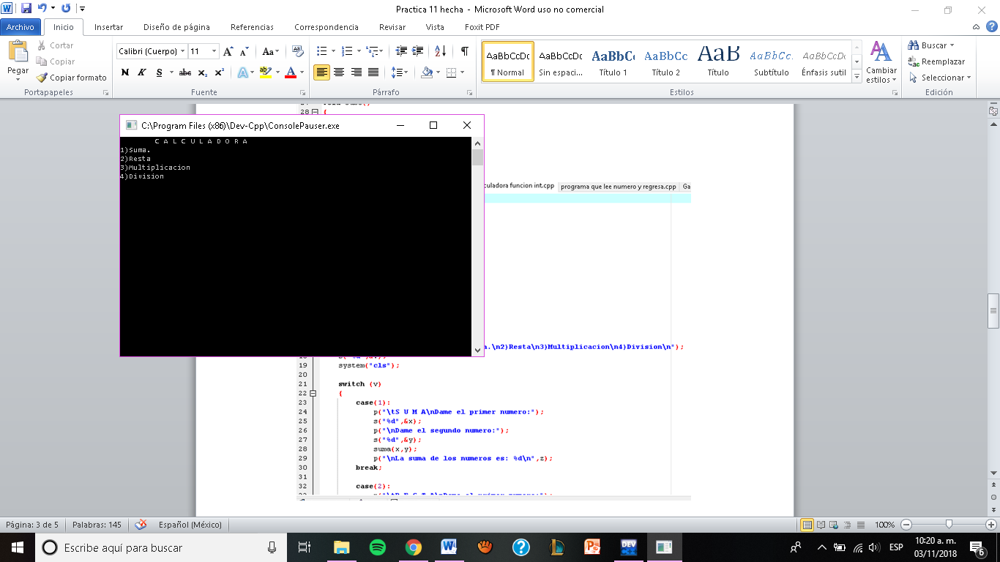 Practica 11 hecha - Microsoft Word uso no comercial
Archivo Inicio Insertar Diseño de página Referencias Correspondencia Revisar Vista Foxit PDF
Pegar
Cortar
Copiar
Copiar formato
Portapapeles
Calibri (Cuerpo) 11
N K S abc x₂ x²
Fuente
Párrafo
AaBbCcDc AaBbCcDc AaBbC AaBbCc AaB AaBbCc. AaBbCcDc
¶ Normal Sin espaci... Título 1 Título 2 Título Subtítulo Énfasis sutil
Estilos
Cambiar estilos
Buscar
Reemplazar
Seleccionar
Edición
28 {
C:\Program Files (x86)\Dev-Cpp\ConsolePauser.exe
C A L C U L A D O R A
1)Suma.
2)Resta
3)Multiplicacion
4)Division
culadora funcion int.cpp programa que lee numero y regresa.cpp Ga
a.\n2)Resta\n3)Multiplicacion\n4)Division\n");
19 system("cls");
20
21 switch (v)
22 {
23 case(1):
24 p("\tS U M A\nDame el primer numero:");
25 s("%d",&x);
26 p("\nDame el segundo numero:");
27 s("%d",&y);
28 suma(x,y);
29 p("\nLa suma de los numeros es: %d\n",z);
30 break;
31
32 case(2):
Página: 3 de 5 Palabras: 145 Español (México) 100%
Escribe aquí para buscar
DEV
ESP
10:20 a. m.
03/11/2018
6